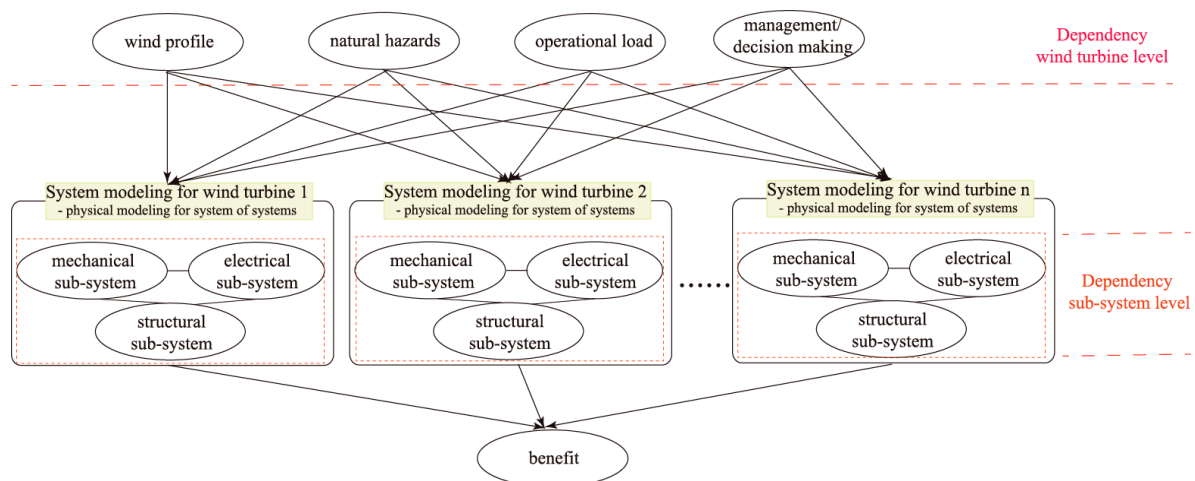 wind profile
natural hazards
operational load
management/
decision making
Dependency
wind turbine level
System modeling for wind turbine 1
- physical modeling for system of systems
System modeling for wind turbine 2
- physical modeling for system of systems
System modeling for wind turbine n
- physical modeling for system of systems
mechanical
sub-system
electrical
sub-system
structural
sub-system
mechanical
sub-system
electrical
sub-system
structural
sub-system
......
mechanical
sub-system
electrical
sub-system
structural
sub-system
Dependency
sub-system level
benefit